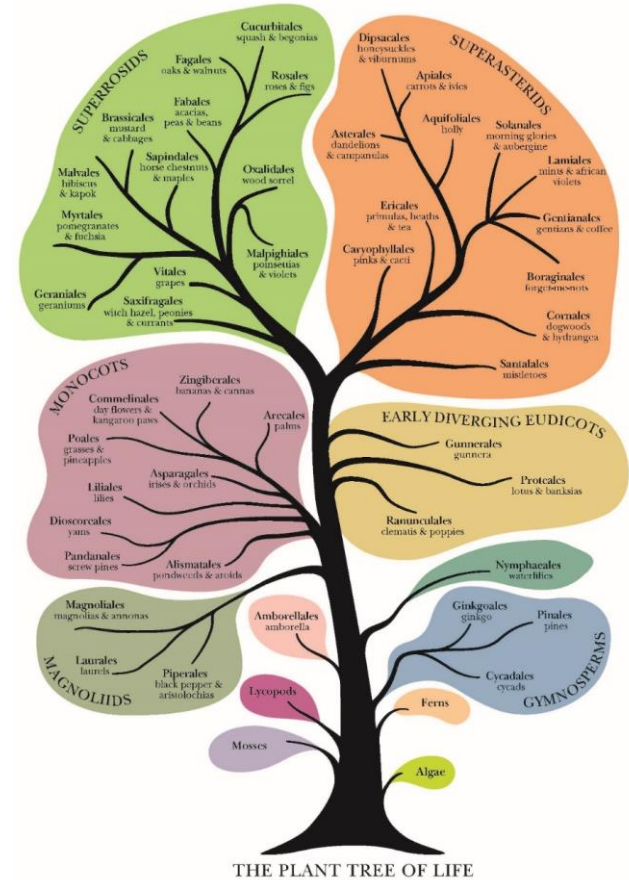 SUPERROSIDS
Cucurbitales
squash & begonias
Fagales
oaks & walnuts
Rosales
roses & figs
Fabales
acacias,
peas & beans
Brassicales
mustard
& cabbages
Sapindales
horse chestnuts
& maples
Oxalidales
wood sorrel
Malvales
hibiscus
& kapok
Myrtales
pomegranates
& fuchsia
Malpighiales
poinsettias
& violets
Vitales
grapes
Geraniales
geraniums
Saxifragales
witch hazel, peonies
& currants
SUPERASTERIDS
Dipsacales
honeysuckles
& viburnums
Apiales
carrots & ivies
Aquifoliales
holly
Solanales
morning glories
& aubergine
Asterales
dandelions
& campanulas
Lamiales
mints & african
violets
Ericales
primulas, heaths
& tea
Gentianales
gentians & coffee
Caryophyllales
pinks & cacti
Boraginales
forget-me-nots
Cornales
dogwoods
& hydrangea
Santalales
mistletoes
MONOCOTS
Zingiberales
bananas & cannas
Commelinales
day flowers &
kangaroo paws
Arecales
palms
Poales
grasses &
pineapples
Asparagales
irises & orchids
Liliales
lilies
Dioscoreales
yams
Pandanales
screw pines
Alismatales
pondweeds & aroids
EARLY DIVERGING EUDICOTS
Gunnerales
gunnera
Proteales
lotus & banksias
Ranunculales
clematis & poppies
Nymphaeales
waterlilies
MAGNOLIIDS
Magnoliales
magnolias & annonas
Laurales
laurels
Piperales
black pepper &
aristolochias
Amborellales
amborella
Ginkgoales
ginkgo
Pinales
pines
Cycadales
cycads
GYMNOSPERMS
Lycopods
Ferns
Mosses
Algae
THE PLANT TREE OF LIFE